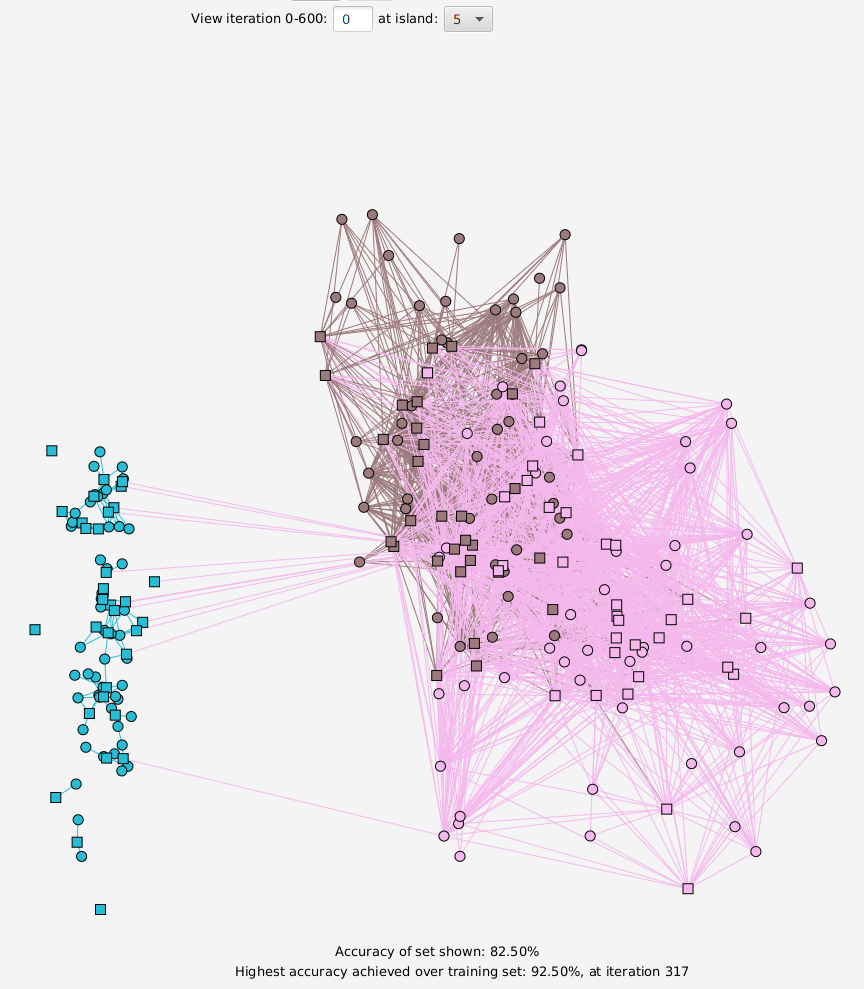 View iteration 0-600: 0 at island: 5
Accuracy of set shown: 82.50%
Highest accuracy achieved over training set: 92.50%, at iteration 317